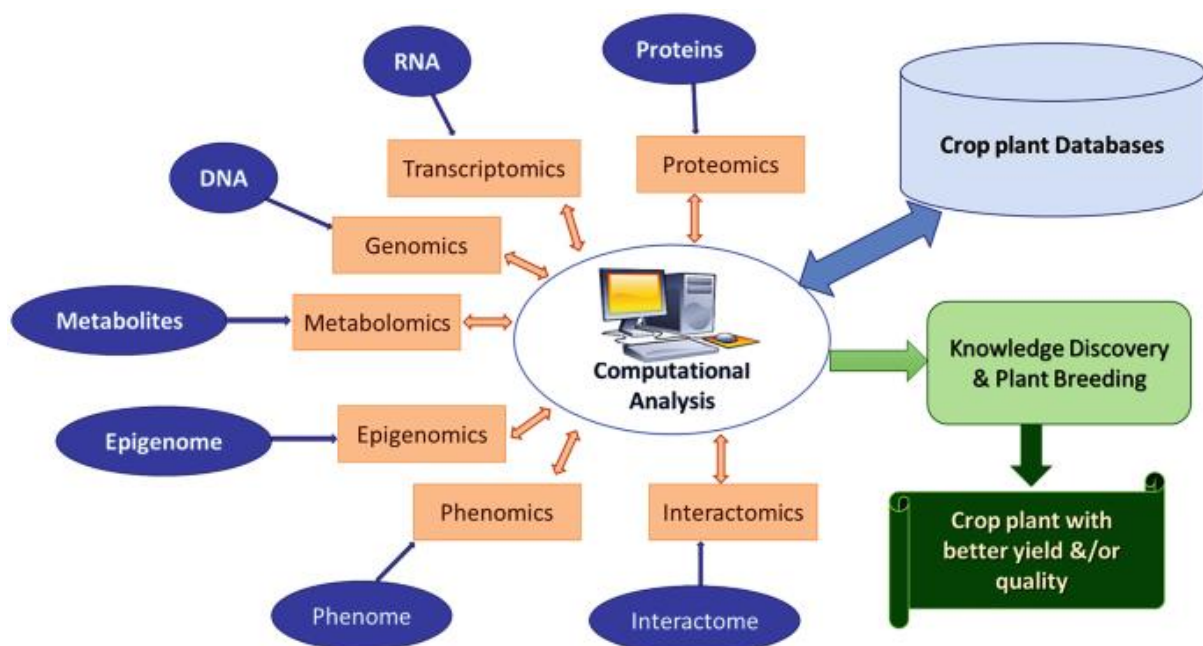 RNA
Proteins
Crop plant Databases
Transcriptomics
Proteomics
DNA
Genomics
Metabolites
Metabolomics
Computational
Analysis
Knowledge Discovery
& Plant Breeding
Epigenome
Epigenomics
Phenomics
Interactomics
Crop plant with
better yield &/or
quality
Phenome
Interactome